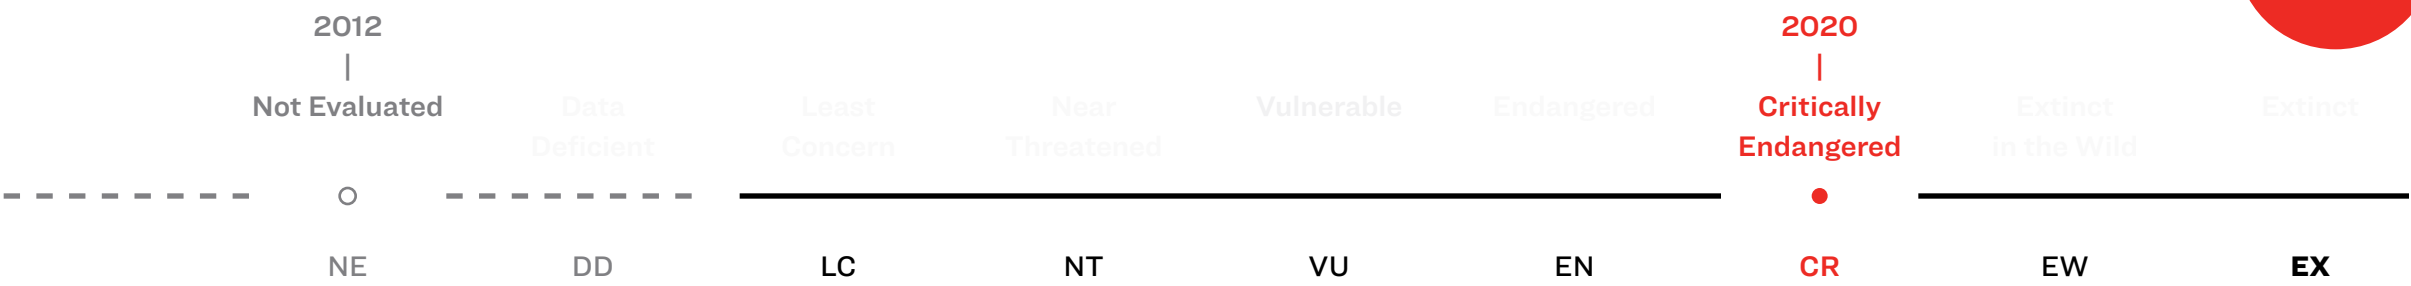 2012
2020
Not Evaluated
Data
Deficient
Least
Concern
Near
Threatened
Vulnerable
Endangered
Critically
Endangered
Extinct
in the Wild
Extinct
NE DD LC NT VU EN CR EW EX